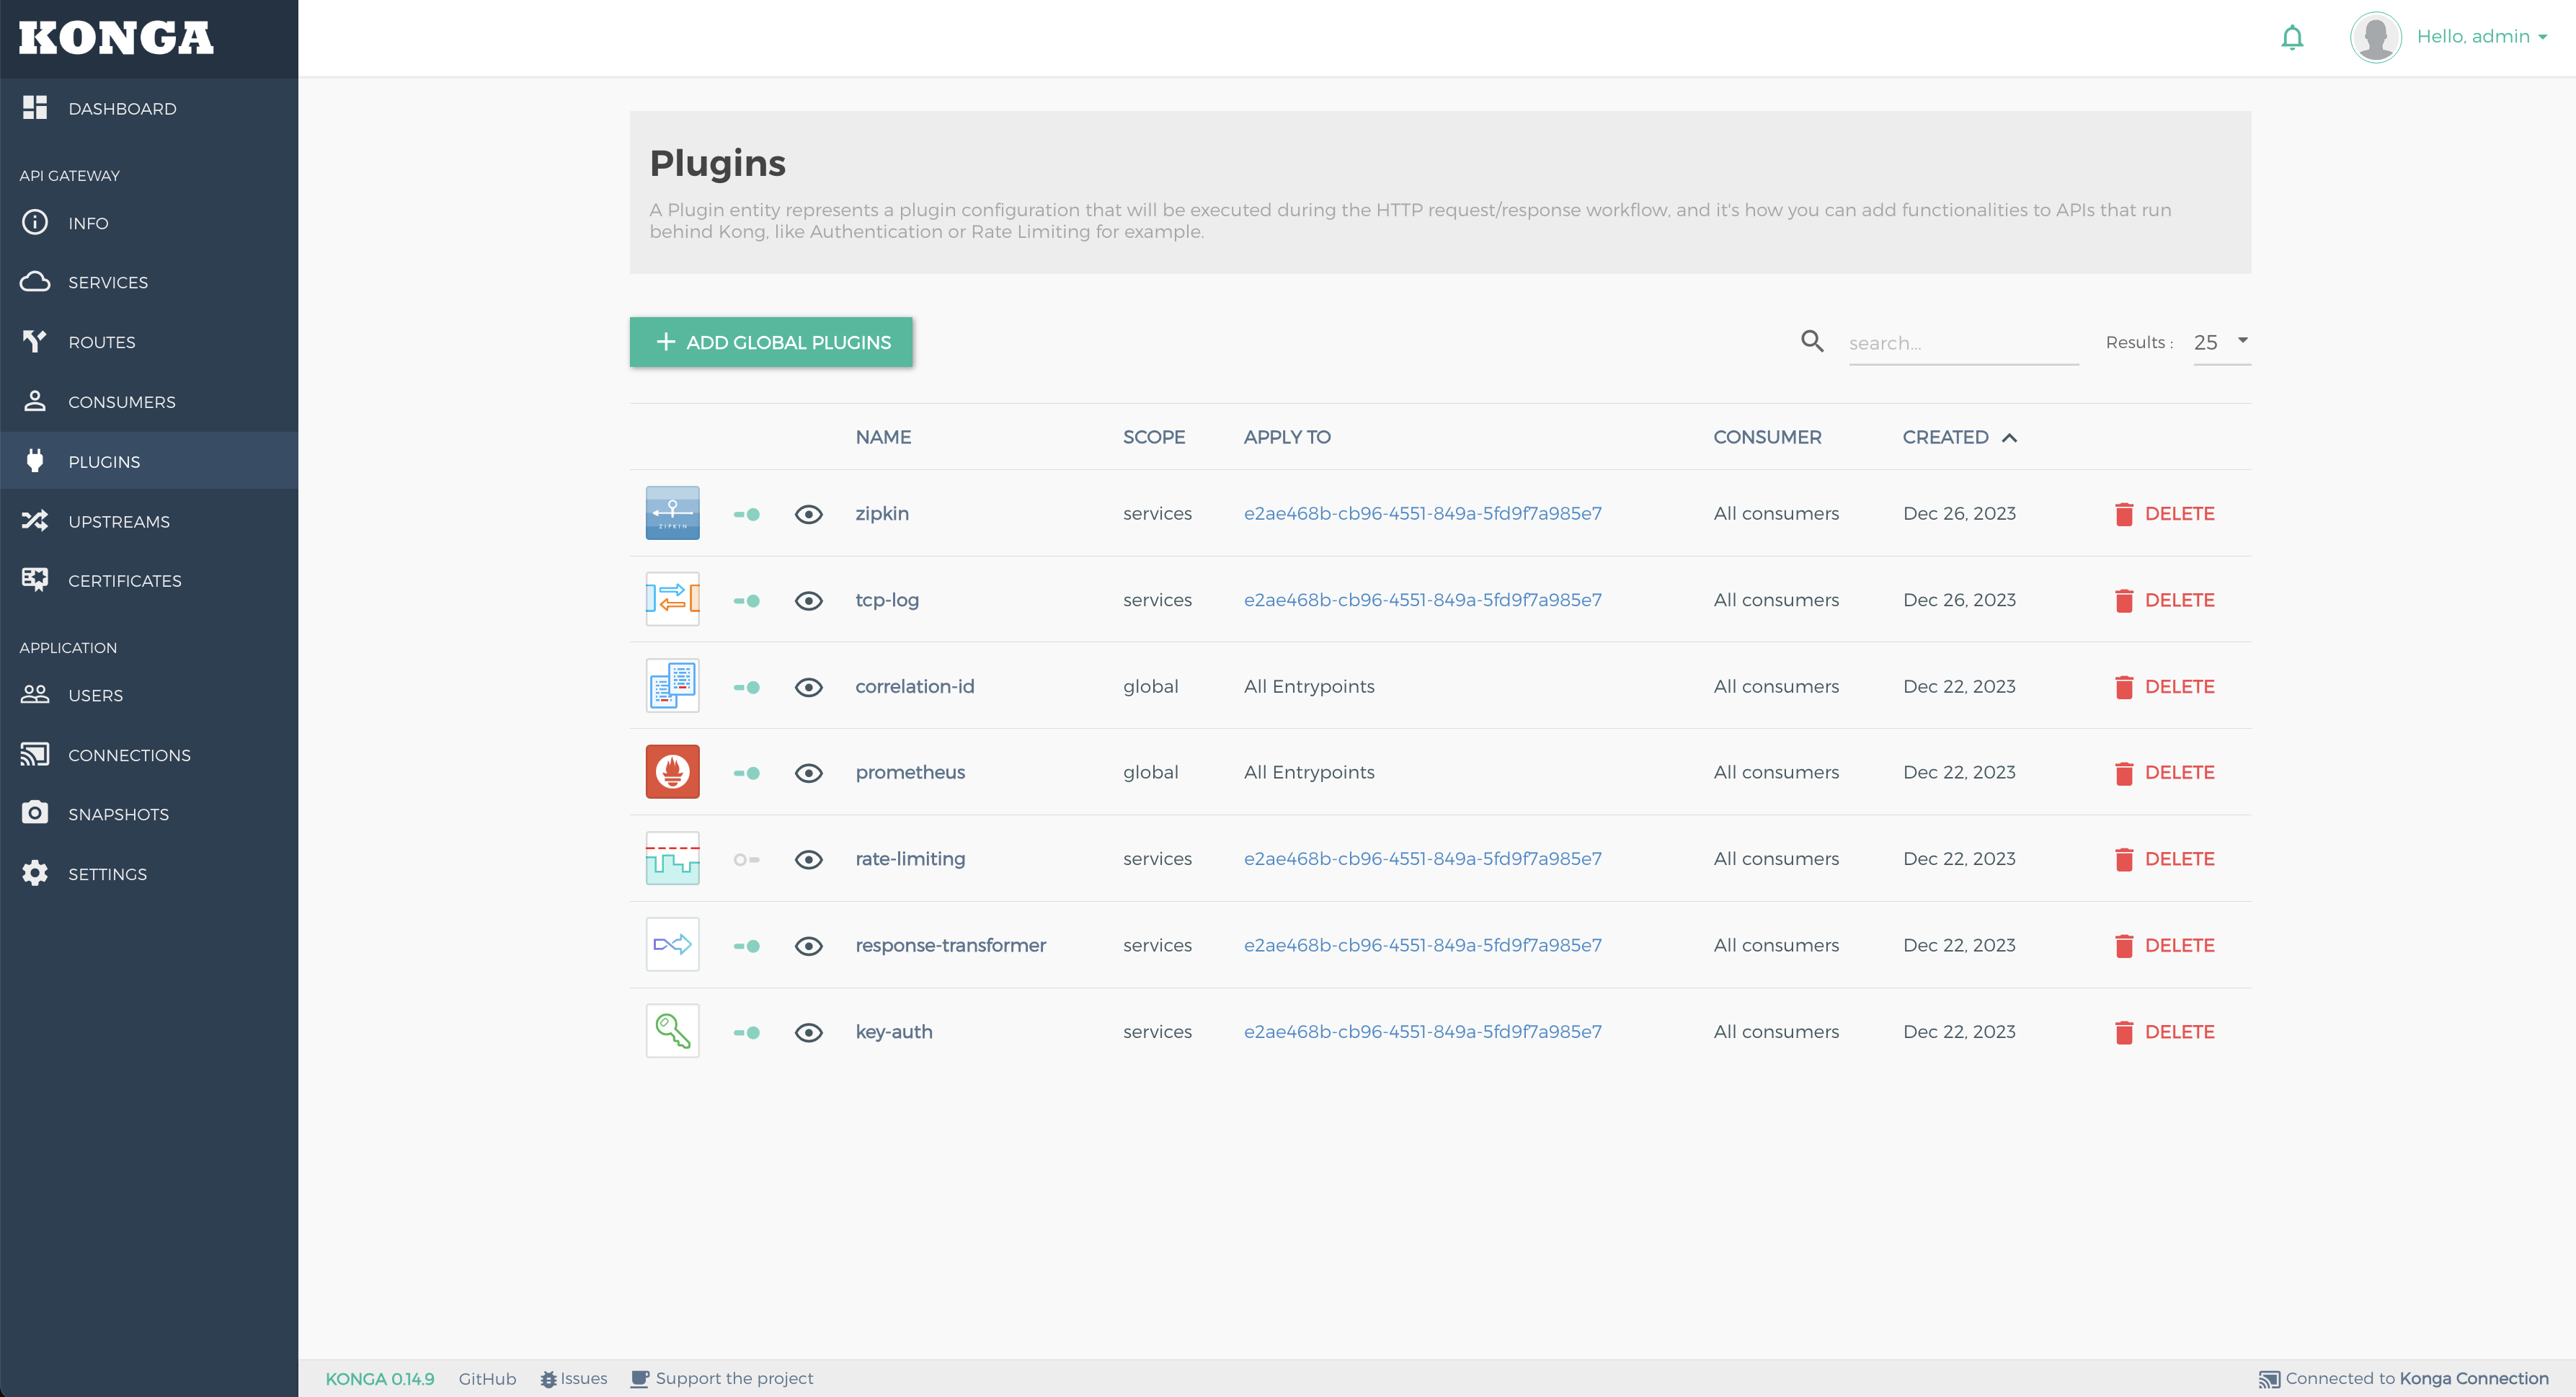 KONGA
Hello, admin
DASHBOARD
API GATEWAY
INFO
SERVICES
ROUTES
CONSUMERS
PLUGINS
UPSTREAMS
CERTIFICATES
APPLICATION
USERS
CONNECTIONS
SNAPSHOTS
SETTINGS
Plugins
A Plugin entity represents a plugin configuration that will be executed during the HTTP request/response workflow, and it's how you can add functionalities to APIs that run
behind Kong, like Authentication or Rate Limiting for example.
ADD GLOBAL PLUGINS
search...
Results : 25
NAME SCOPE APPLY TO CONSUMER CREATED
ZIPKIN zipkin services e2ae468b-cb96-4551-849a-5fd9f7a985e7 All consumers Dec 26, 2023 DELETE
tcp-log services e2ae468b-cb96-4551-849a-5fd9f7a985e7 All consumers Dec 26, 2023 DELETE
correlation-id global All Entrypoints All consumers Dec 22, 2023 DELETE
prometheus global All Entrypoints All consumers Dec 22, 2023 DELETE
rate-limiting services e2ae468b-cb96-4551-849a-5fd9f7a985e7 All consumers Dec 22, 2023 DELETE
response-transformer services e2ae468b-cb96-4551-849a-5fd9f7a985e7 All consumers Dec 22, 2023 DELETE
key-auth services e2ae468b-cb96-4551-849a-5fd9f7a985e7 All consumers Dec 22, 2023 DELETE
KONGA 0.14.9 GitHub Issues Support the project Connected to Konga Connection